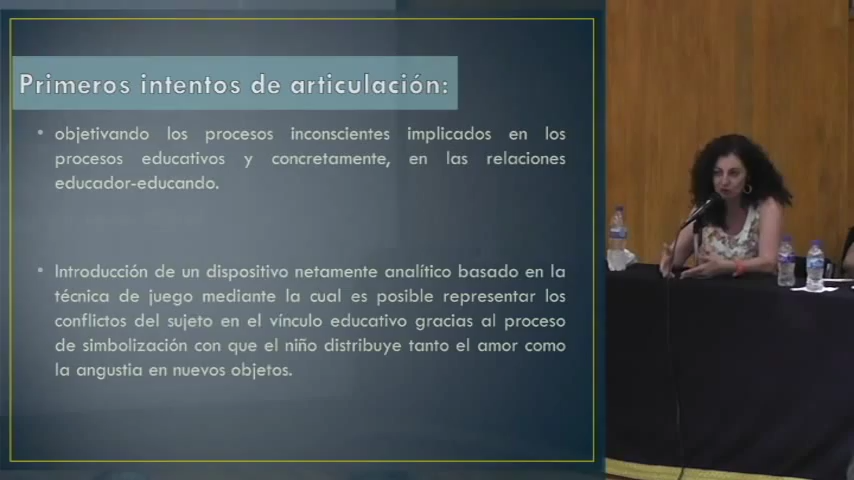 Primeros intentos de articulación:
• objetivando los procesos inconscientes implicados en los
procesos educativos y concretamente, en las relaciones
educador-educando.
• Introducción de un dispositivo netamente analítico basado en la
técnica de juego mediante la cual es posible representar los
conflictos del sujeto en el vínculo educativo gracias al proceso
de simbolización con que el niño distribuye tanto el amor como
la angustia en nuevos objetos.